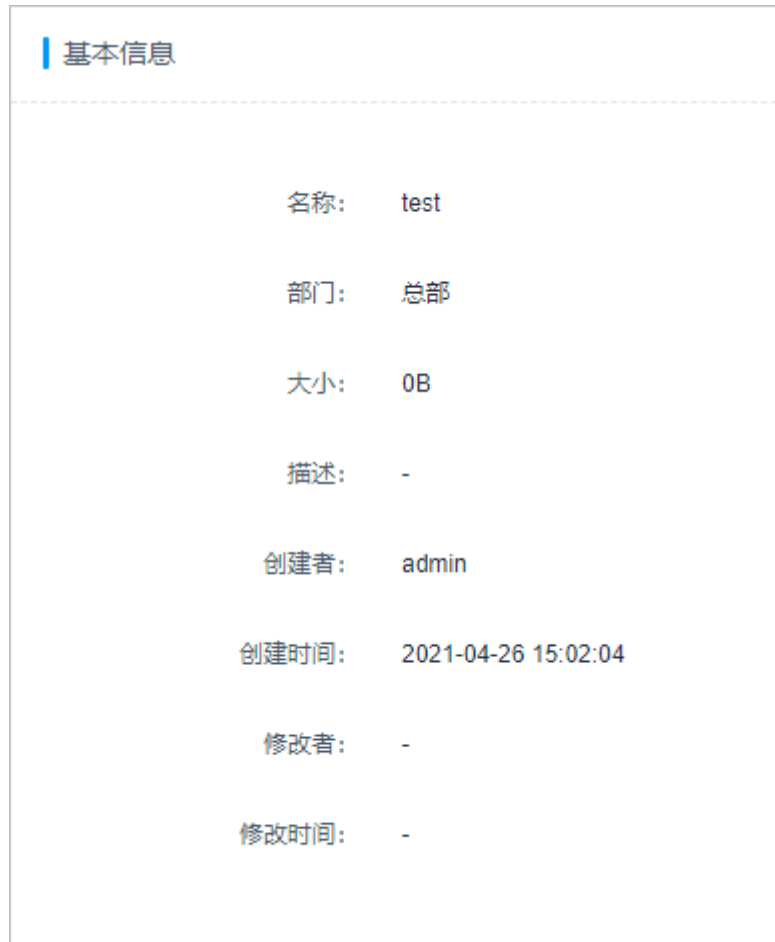 基本信息
名称： test
部门： 总部
大小： 0B
描述： -
创建者： admin
创建时间： 2021-04-26 15:02:04
修改者： -
修改时间： -